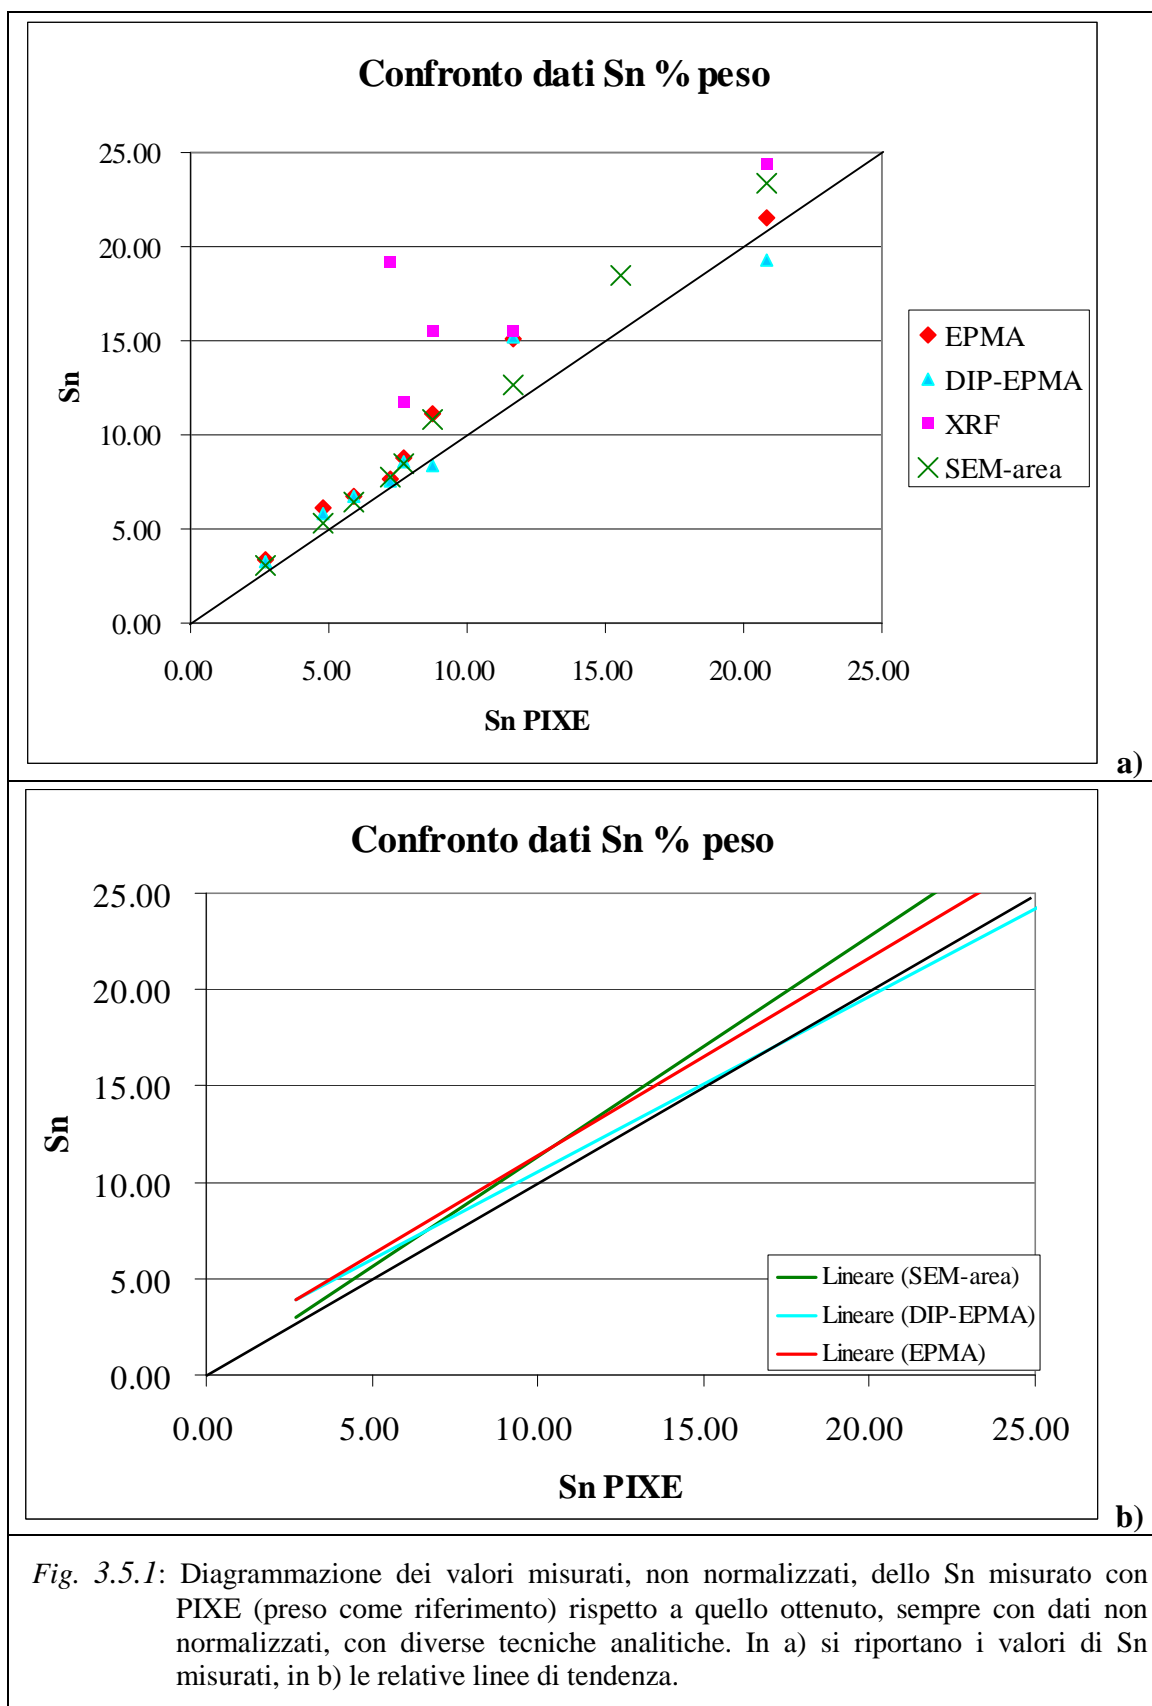 Confronto dati Sn % peso
25.00
20.00
15.00
10.00
5.00
0.00
Sn
0.00 5.00 10.00 15.00 20.00 25.00
Sn PIXE
EPMA
DIP-EPMA
XRF
SEM-area
a)
Confronto dati Sn % peso
25.00
20.00
15.00
10.00
5.00
0.00
Sn
0.00 5.00 10.00 15.00 20.00 25.00
Sn PIXE
Lineare (SEM-area)
Lineare (DIP-EPMA)
Lineare (EPMA)
b)
Fig. 3.5.1: Diagrammazione dei valori misurati, non normalizzati, dello Sn misurato con
PIXE (preso come riferimento) rispetto a quello ottenuto, sempre con dati non
normalizzati, con diverse tecniche analitiche. In a) si riportano i valori di Sn
misurati, in b) le relative linee di tendenza.